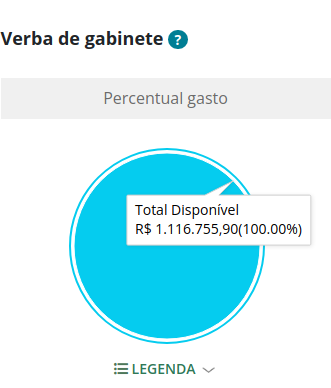 Verba de gabinete ?
Percentual gasto
Total Disponível
R$ 1.116.755,90(100.00%)
LEGENDA